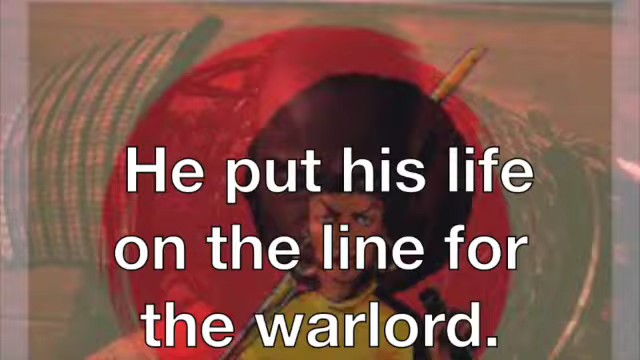 He put his life
on the line for
the warlord.